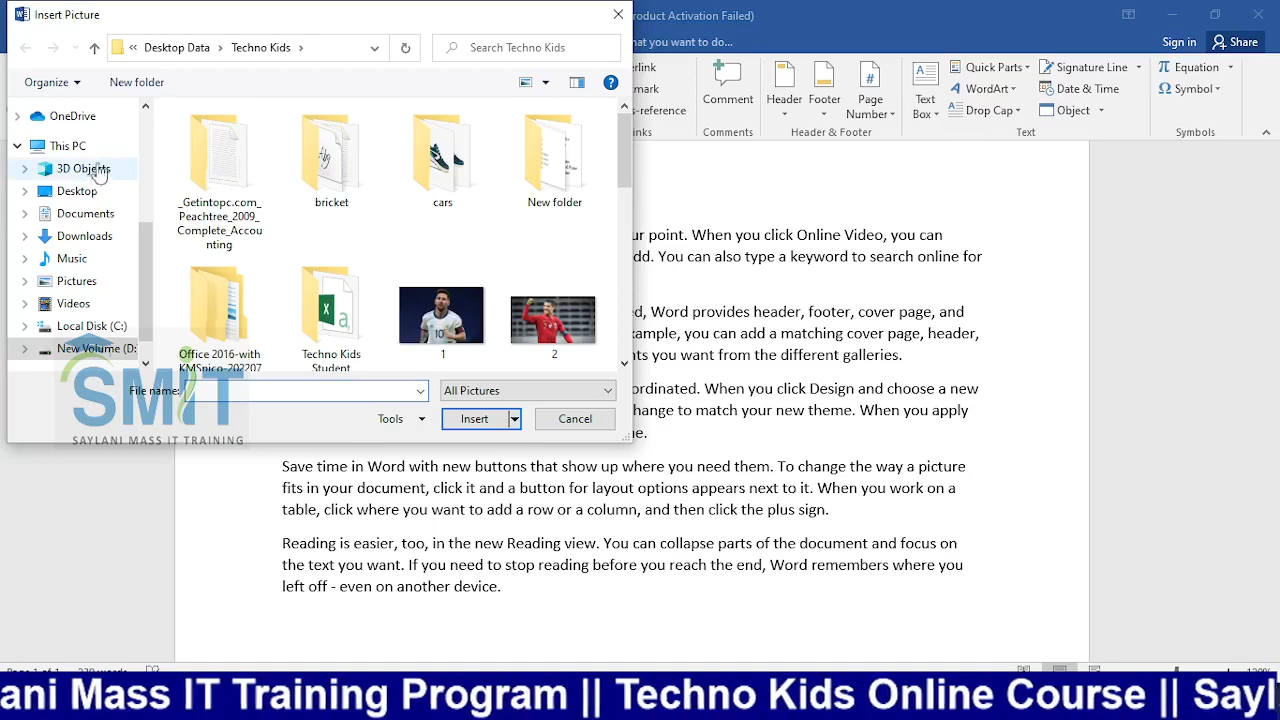 Insert Picture
roduct Activation Failed)
Desktop Data
Techno Kids
Search Techno Kids
hat you want to do...
Sign in
Share
Organize
New folder
erlink
mark
s-reference
nks
Comment
Comments
Header
Footer
Page
Number
Header & Footer
Text
Box
Quick Parts
WordArt
Drop Cap
Signature Line
Date & Time
Object
Text
Equation
Symbol
Symbols
OneDrive
This PC
3D Objects
Desktop
Documents
Downloads
Music
Pictures
Videos
Local Disk (C:)
New Volume (D:
_Getintopc.com_
Peachtree_2009_
Complete_Accou
nting
bricket
cars
New folder
Office 2016-with
KMSpico-202207
Techno Kids
Student
1
2
File name:
All Pictures
Tools
Insert
Cancel
SMIT
SAYLANI MASS IT TRAINING
ur point. When you click Online Video, you can
dd. You can also type a keyword to search online for
ed, Word provides header, footer, cover page, and
xample, you can add a matching cover page, header,
nts you want from the different galleries.
ordinated. When you click Design and choose a new
hange to match your new theme. When you apply
ne.
Save time in Word with new buttons that show up where you need them. To change the way a picture
fits in your document, click it and a button for layout options appears next to it. When you work on a
table, click where you want to add a row or a column, and then click the plus sign.
Reading is easier, too, in the new Reading view. You can collapse parts of the document and focus on
the text you want. If you need to stop reading before you reach the end, Word remembers where you
left off - even on another device.
ani Mass IT Training Program || Techno Kids Online Course || Sayl